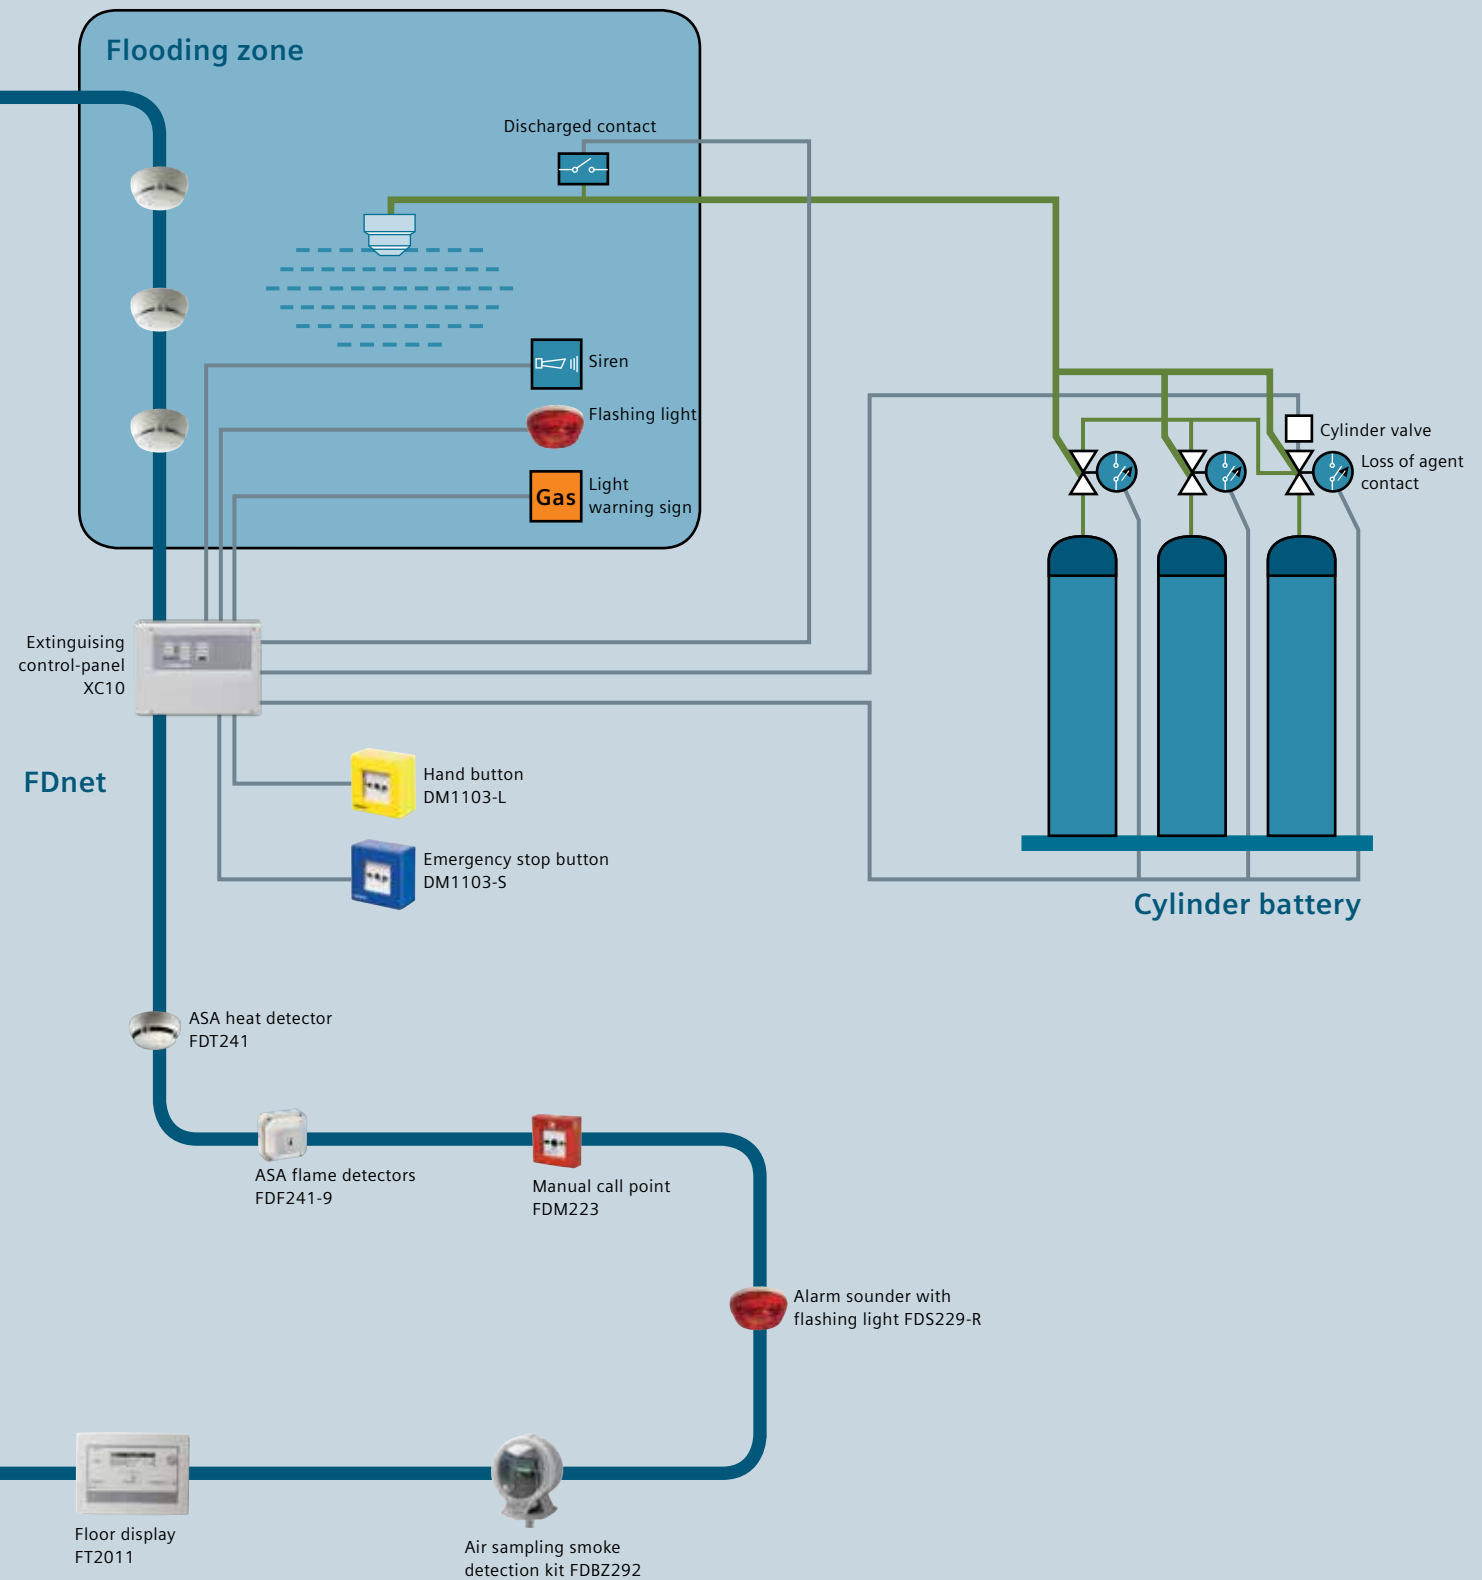 Flooding zone
Discharged contact
Siren
Flashing light
Gas
Light
warning sign
Cylinder valve
Loss of agent
contact
Extinguising
control-panel
XC10
FDnet
Hand button
DM1103-L
Emergency stop button
DM1103-S
Cylinder battery
ASA heat detector
FDT241
ASA flame detectors
FDF241-9
Manual call point
FDM223
Alarm sounder with
flashing light FDS229-R
Floor display
FT2011
Air sampling smoke
detection kit FDBZ292